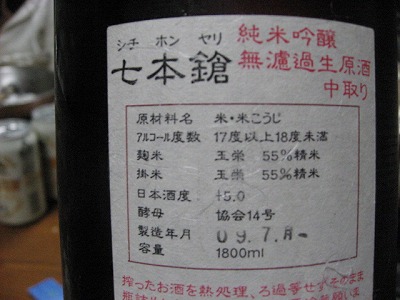 シチ ホン ヤリ
七本鎗
純米吟醸
無濾過生原酒
中取り
原材料名 米・米こうじ
アルコール度数 17度以上18度未満
麹米 玉栄 55%精米
掛米 玉栄 55%精米
日本酒度 +5.0
酵母 協会14号
製造年月 09.7.月
容量 1800ml
搾ったお酒を熱処理、ろ過等せずそのまま